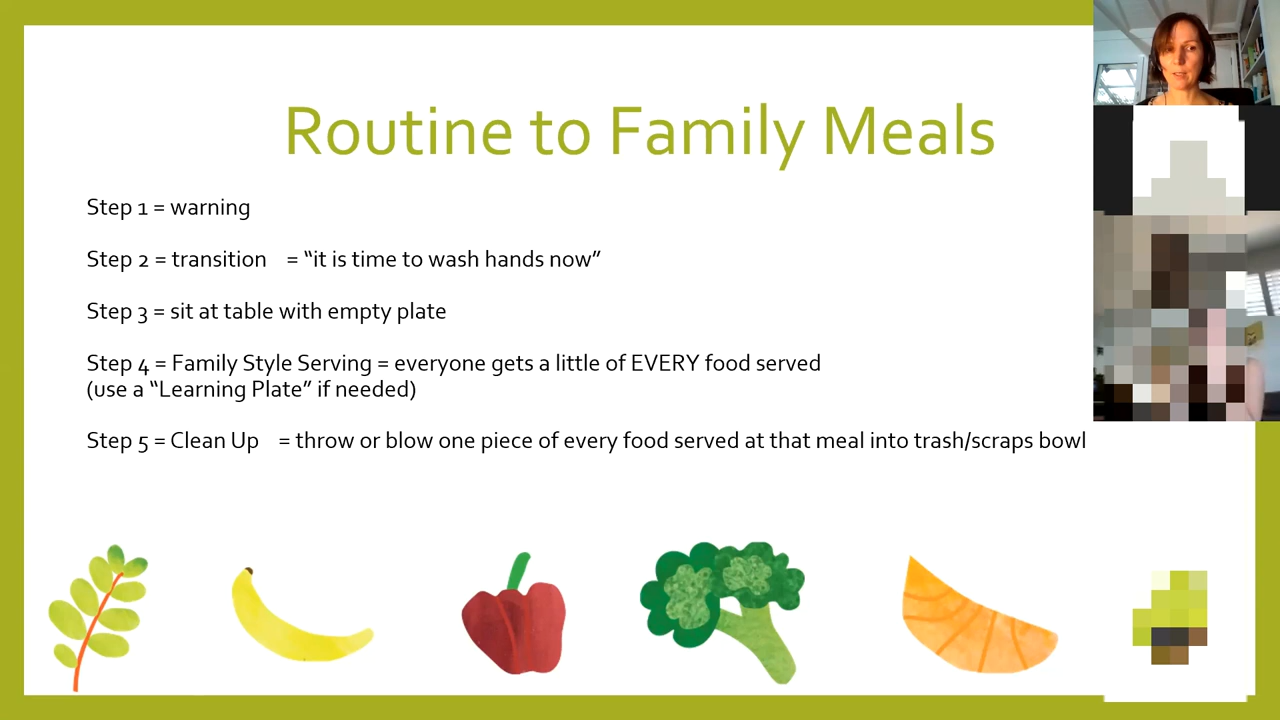 Routine to Family Meals
Step 1 = warning
Step 2 = transition = “it is time to wash hands now”
Step 3 = sit at table with empty plate
Step 4 = Family Style Serving = everyone gets a little of EVERY food served
(use a “Learning Plate” if needed)
Step 5 = Clean Up = throw or blow one piece of every food served at that meal into trash/scraps bowl